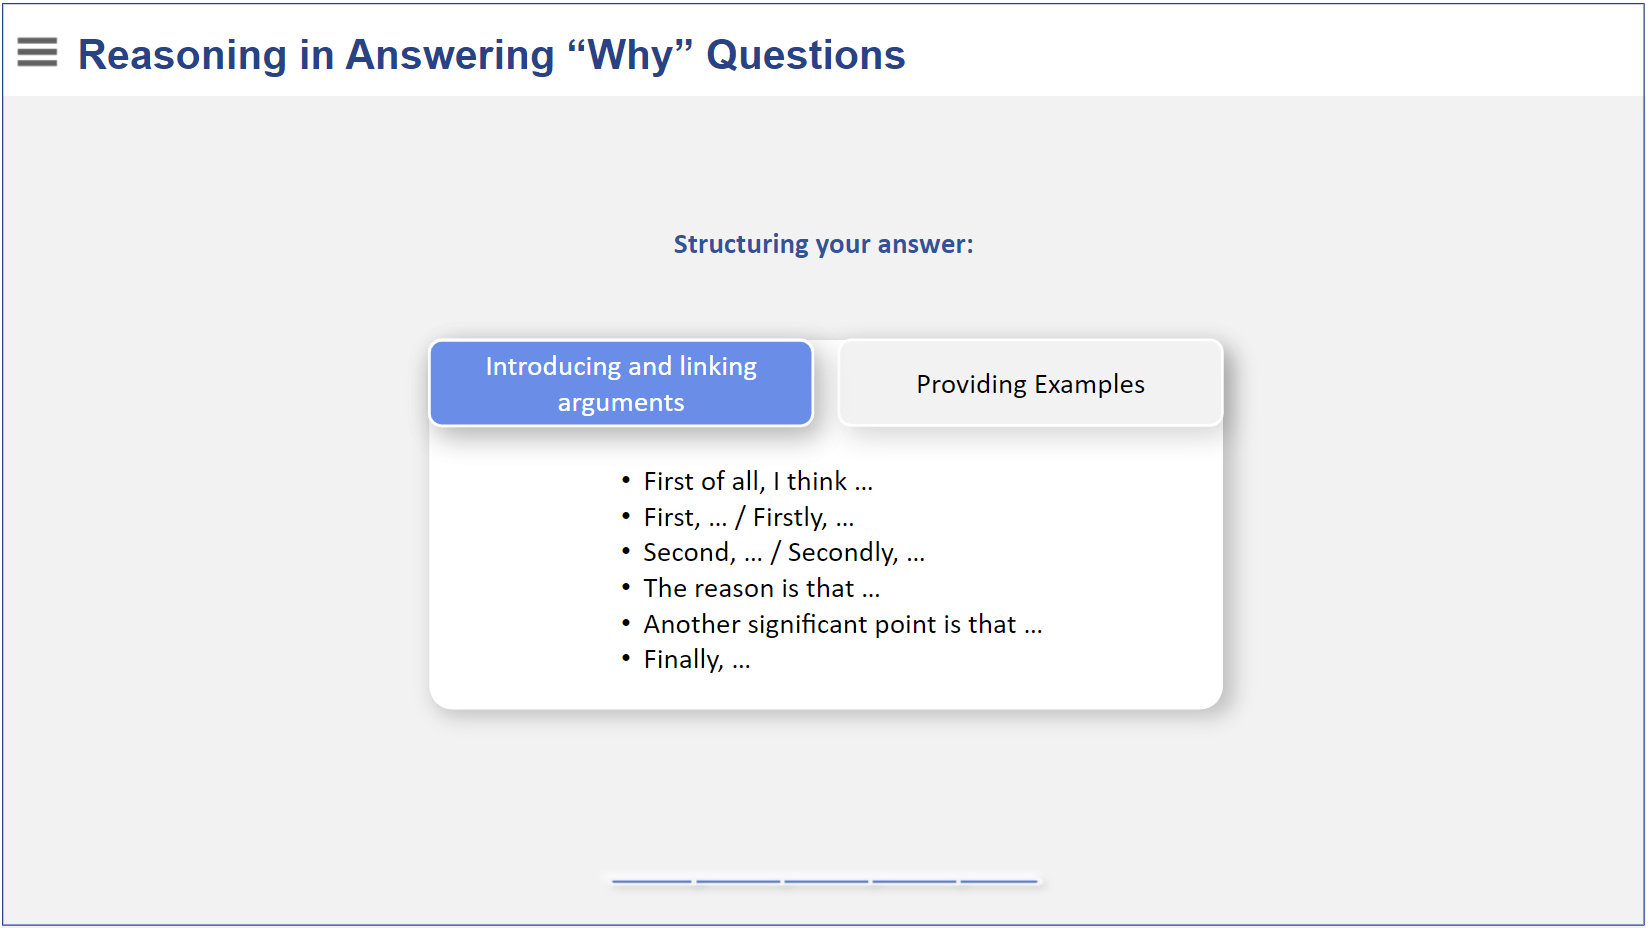 Reasoning in Answering “Why” Questions
Structuring your answer:
Introducing and linking
arguments
Providing Examples
• First of all, I think ...
• First, ... / Firstly, ...
• Second, ... / Secondly, ...
• The reason is that ...
• Another significant point is that ...
• Finally, ...